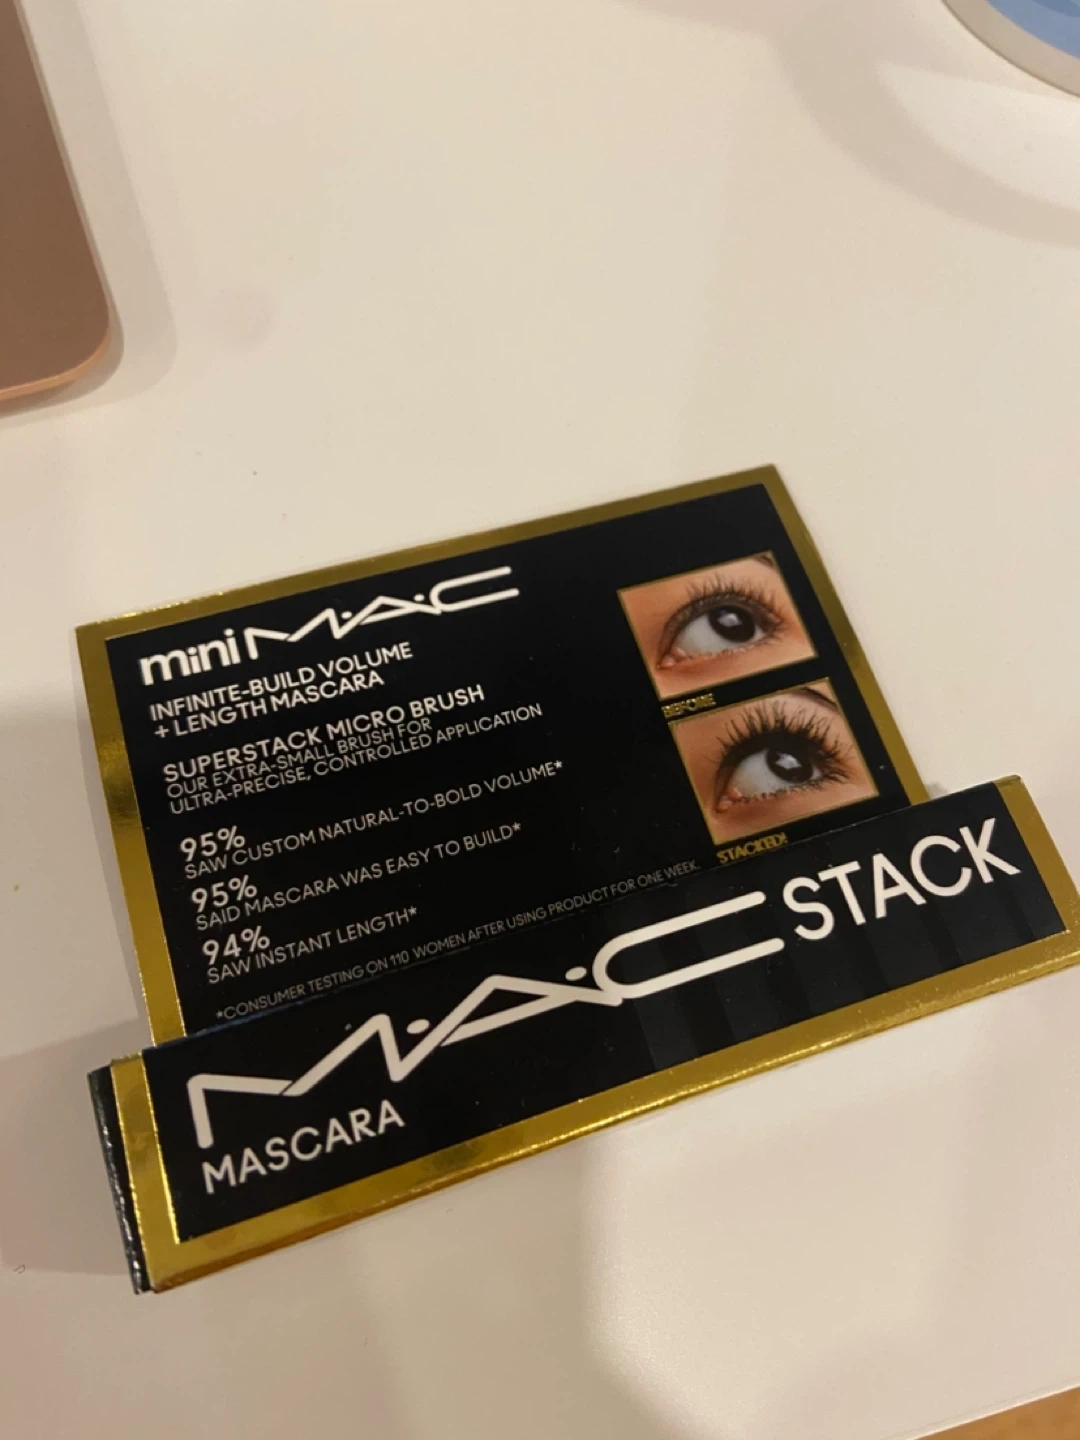 mini M·A·C
INFINITE-BUILD VOLUME
+ LENGTH MASCARA
SUPERSTACK MICRO BRUSH
OUR EXTRA-SMALL BRUSH FOR
ULTRA-PRECISE, CONTROLLED APPLICATION
95%
SAW CUSTOM NATURAL-TO-BOLD VOLUME*
95%
SAID MASCARA WAS EASY TO BUILD*
94%
SAW INSTANT LENGTH*
*CONSUMER TESTING ON 110 WOMEN AFTER USING PRODUCT FOR ONE WEEK.
BEFORE
STACKED!
M·A·C STACK
MASCARA